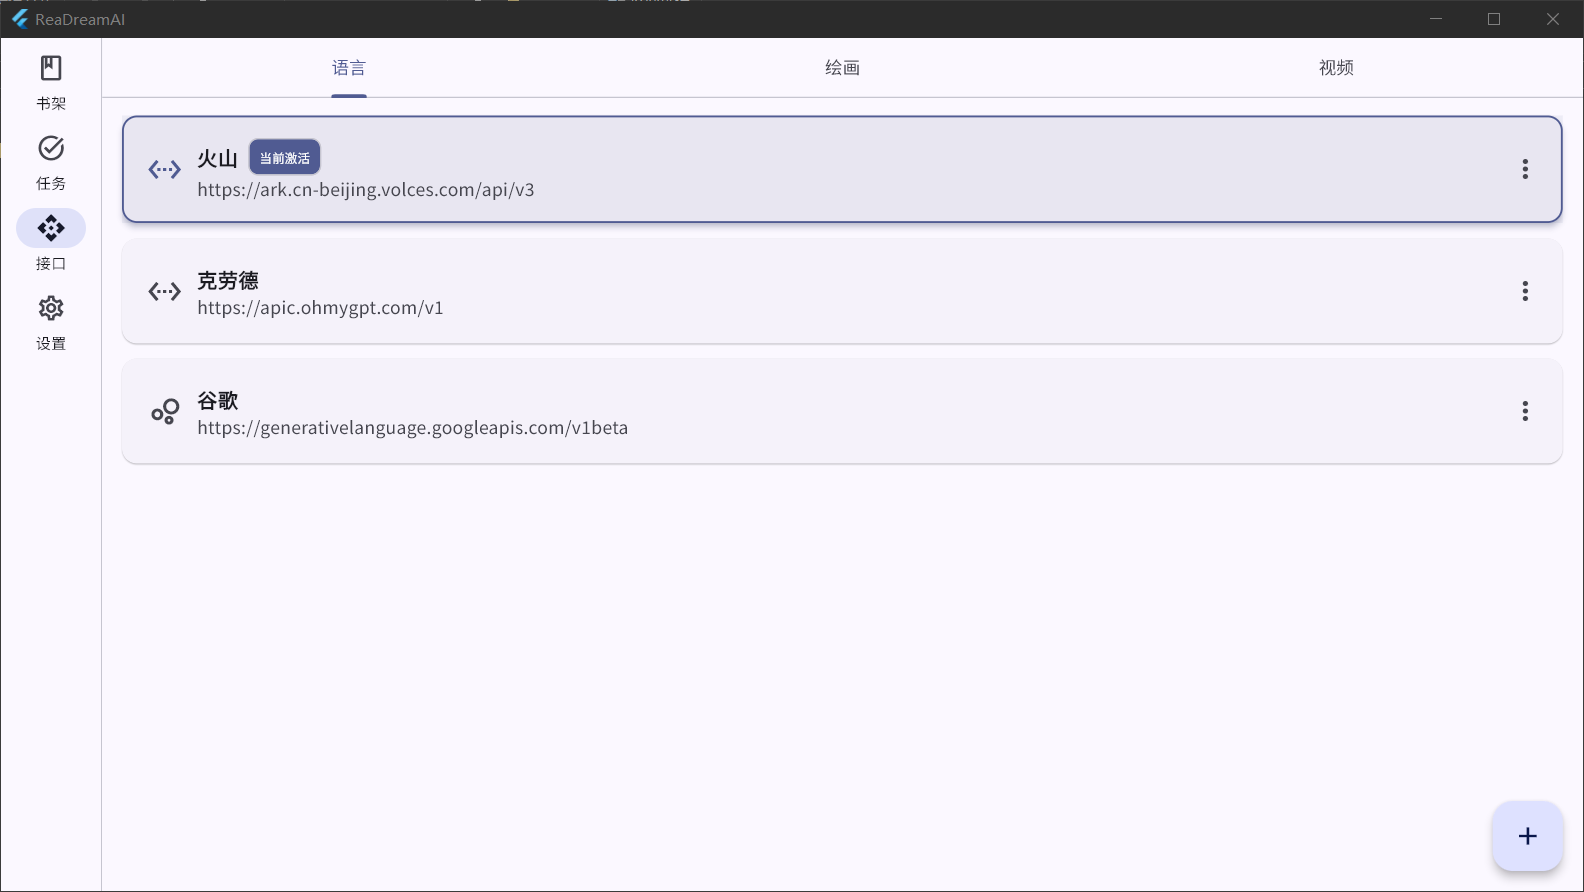 ReaDreamAI
书架
任务
接口
设置
语言
绘画
视频
火山 当前激活
https://ark.cn-beijing.volces.com/api/v3
克劳德
https://apic.ohmygpt.com/v1
谷歌
https://generativelanguage.googleapis.com/v1beta